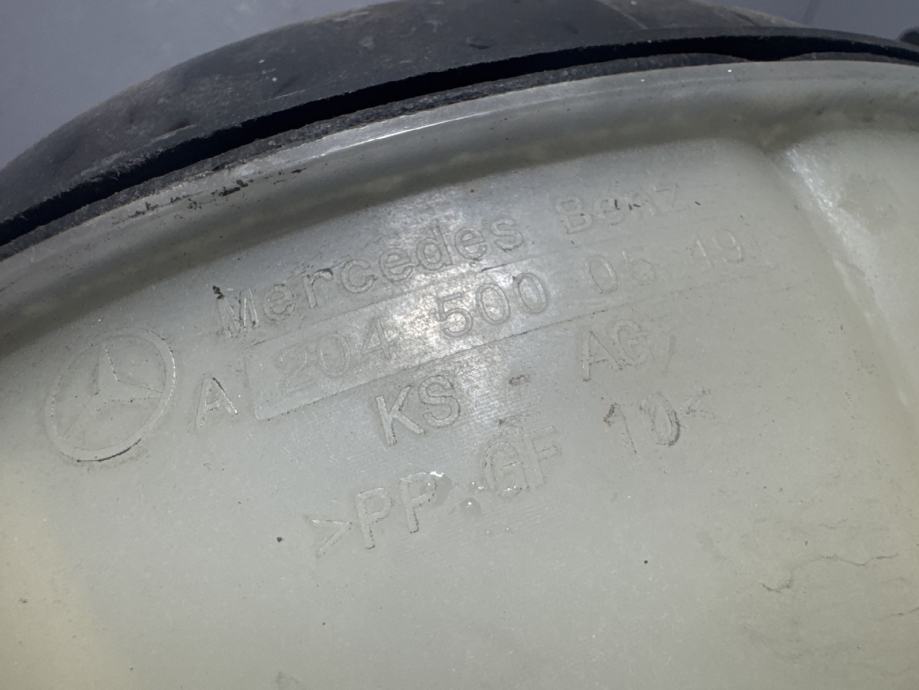 Mercedes Benz
A 204 500 05 49
KS - AG
>PP.GF 10<